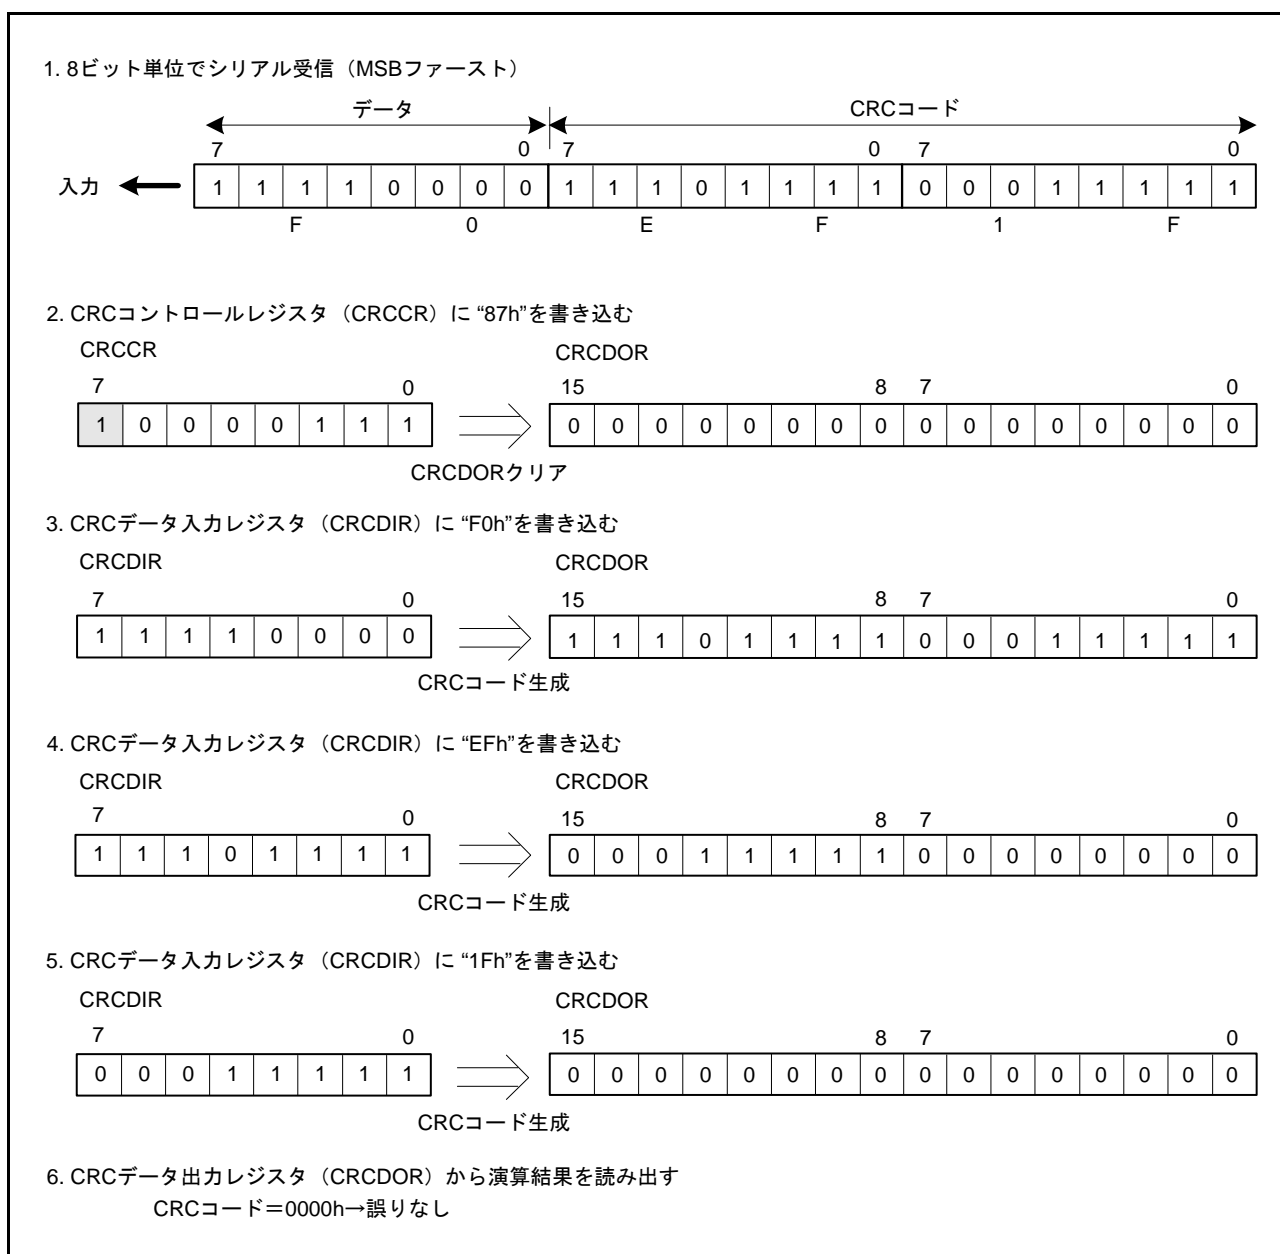 1. 8ビット単位でシリアル受信（MSBファースト）
データ CRCコード
7 0 7 0 7 0
入力 1 1 1 1 0 0 0 0 1 1 1 0 1 1 1 1 0 0 0 1 1 1 1 1
F 0 E F 1 F
2. CRCコントロールレジスタ（CRCCR）に “87h”を書き込む
CRCCR CRCDOR
7 0 15 8 7 0
1 0 0 0 0 1 1 1 0 0 0 0 0 0 0 0 0 0 0 0 0 0 0 0
CRCDORクリア
3. CRCデータ入力レジスタ（CRCDIR）に “F0h”を書き込む
CRCDIR CRCDOR
7 0 15 8 7 0
1 1 1 1 0 0 0 0 1 1 1 0 1 1 1 1 0 0 0 1 1 1 1 1
CRCコード生成
4. CRCデータ入力レジスタ（CRCDIR）に “EFh”を書き込む
CRCDIR CRCDOR
7 0 15 8 7 0
1 1 1 0 1 1 1 1 0 0 0 1 1 1 1 1 0 0 0 0 0 0 0 0
CRCコード生成
5. CRCデータ入力レジスタ（CRCDIR）に “1Fh”を書き込む
CRCDIR CRCDOR
7 0 15 8 7 0
0 0 0 1 1 1 1 1 0 0 0 0 0 0 0 0 0 0 0 0 0 0 0 0
CRCコード生成
6. CRCデータ出力レジスタ（CRCDOR）から演算結果を読み出す
CRCコード＝0000h→誤りなし